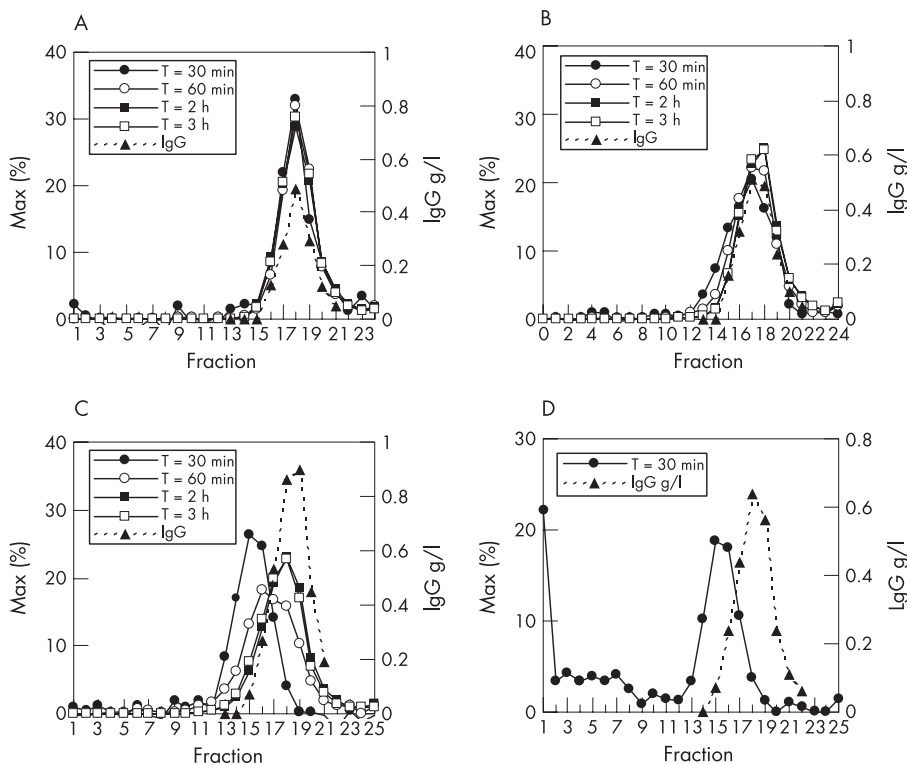 A
40
30
20
10
0
Max (%)
1
0.8
0.6
0.4
0.2
0
IgG g/l
T = 30 min
T = 60 min
T = 2 h
T = 3 h
IgG
1 3 5 7 9 11 13 15 17 19 21 23
Fraction
B
40
30
20
10
0
Max (%)
1
0.8
0.6
0.4
0.2
0
IgG g/l
T = 30 min
T = 60 min
T = 2 h
T = 3 h
IgG
0 2 4 6 8 10 12 14 16 18 20 22 24
Fraction
C
40
30
20
10
0
Max (%)
1
0.8
0.6
0.4
0.2
0
IgG g/l
T = 30 min
T = 60 min
T = 2 h
T = 3 h
IgG
1 3 5 7 9 11 13 15 17 19 21 23 25
Fraction
D
30
20
10
0
Max (%)
0.8
0.6
0.4
0.2
0
LgG g/l
T = 30 min
IgG g/l
1 3 5 7 9 11 13 15 17 19 21 23 25
Fraction